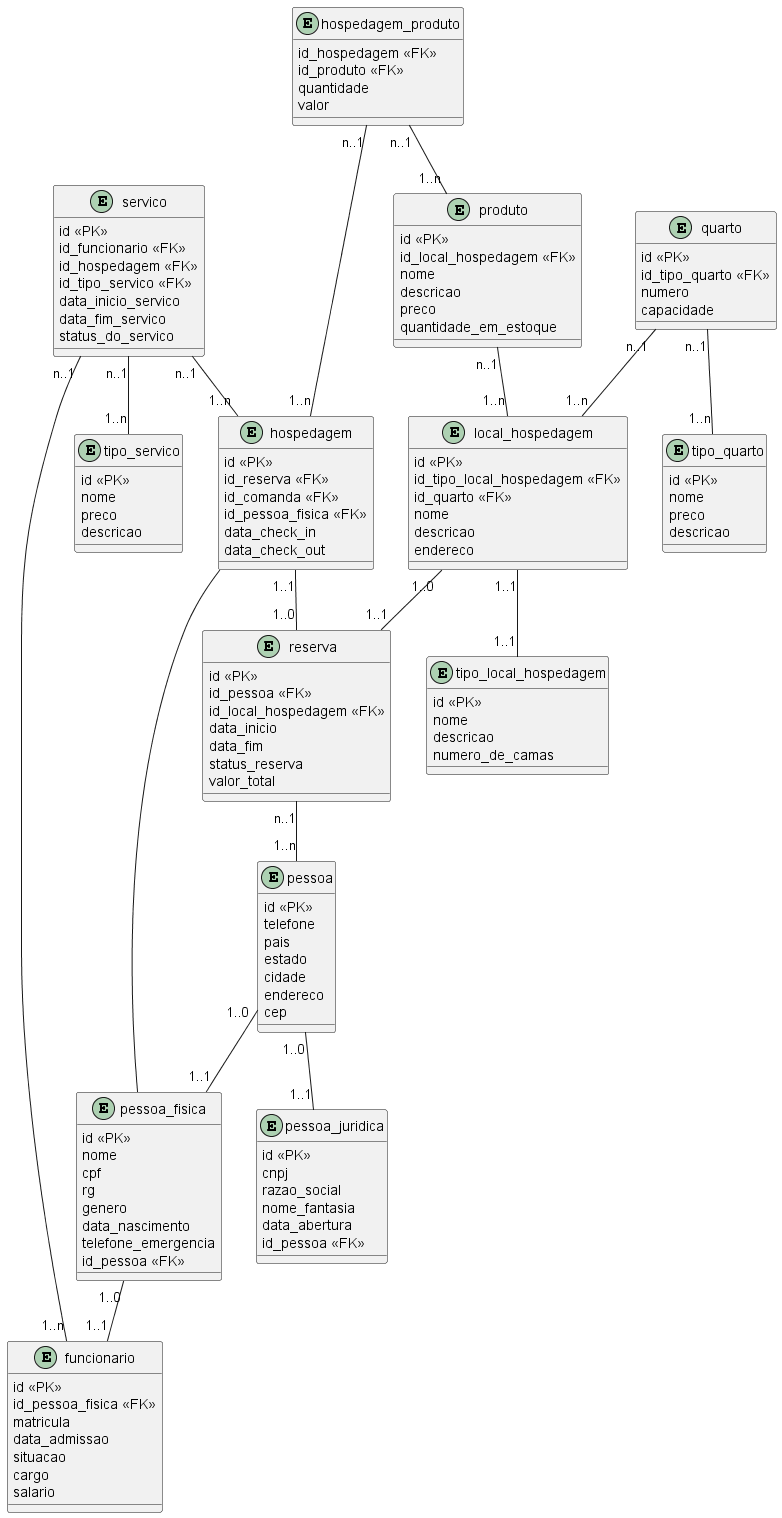 E hospedagem_produto
id_hospedagem «FK»
id_produto «FK»
quantidade
valor
n..1
n..1
1..n
1..n
E servico
id «PK»
id_funcionario «FK»
id_hospedagem «FK»
id_tipo_servico «FK»
data_inicio_servico
data_fim_servico
status_do_servico
n..1
n..1
n..1
1..n
1..n
E produto
id «PK»
id_local_hospedagem «FK»
nome
descricao
preco
quantidade_em_estoque
n..1
1..n
E quarto
id «PK»
id_tipo_quarto «FK»
numero
capacidade
n..1
n..1
1..n
1..n
E tipo_servico
id «PK»
nome
preco
descricao
E hospedagem
id «PK»
id_reserva «FK»
id_comanda «FK»
id_pessoa_fisica «FK»
data_check_in
data_check_out
1..1
1..0
E local_hospedagem
id «PK»
id_tipo_local_hospedagem «FK»
id_quarto «FK»
nome
descricao
endereco
1..0
1..1
1..1
1..1
E tipo_quarto
id «PK»
nome
preco
descricao
E reserva
id «PK»
id_pessoa «FK»
id_local_hospedagem «FK»
data_inicio
data_fim
status_reserva
valor_total
n..1
1..n
E tipo_local_hospedagem
id «PK»
nome
descricao
numero_de_camas
E pessoa
id «PK»
telefone
pais
estado
cidade
endereco
cep
1..0
1..0
1..1
1..1
E pessoa_fisica
id «PK»
nome
cpf
rg
genero
data_nascimento
telefone_emergencia
id_pessoa «FK»
1..0
1..n
1..1
E pessoa_juridica
id «PK»
cnpj
razao_social
nome_fantasia
data_abertura
id_pessoa «FK»
E funcionario
id «PK»
id_pessoa_fisica «FK»
matricula
data_admissao
situacao
cargo
salario